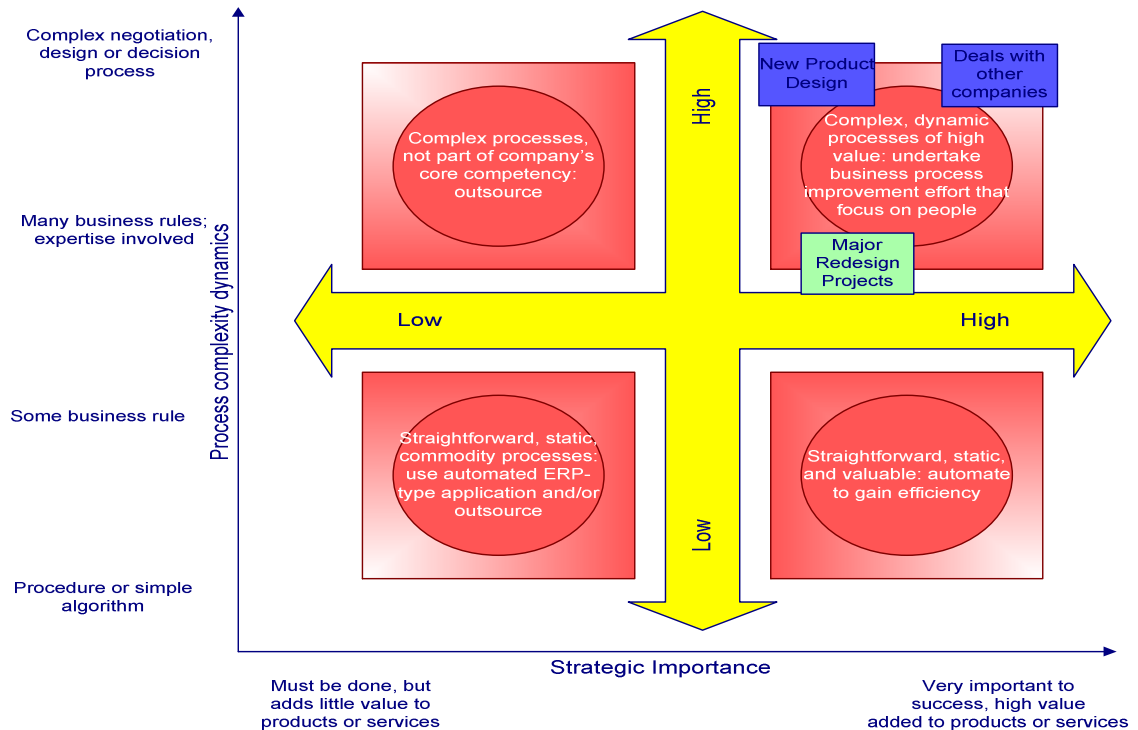 Complex negotiation,
design or decision
process
Many business rules;
expertise involved
Some business rule
Procedure or simple
algorithm
Process complexity dynamics
High
Low
Low
High
Complex processes,
not part of company's
core competency:
outsource
New Product
Design
Deals with
other
companies
Complex, dynamic
processes of high
value: undertake
business process
improvement effort that
focus on people
Major
Redesign
Projects
Straightforward, static,
commodity processes:
use automated ERP-
type application and/or
outsource
Straightforward, static,
and valuable: automate
to gain efficiency
Strategic Importance
Must be done, but
adds little value to
products or services
Very important to
success, high value
added to products or services